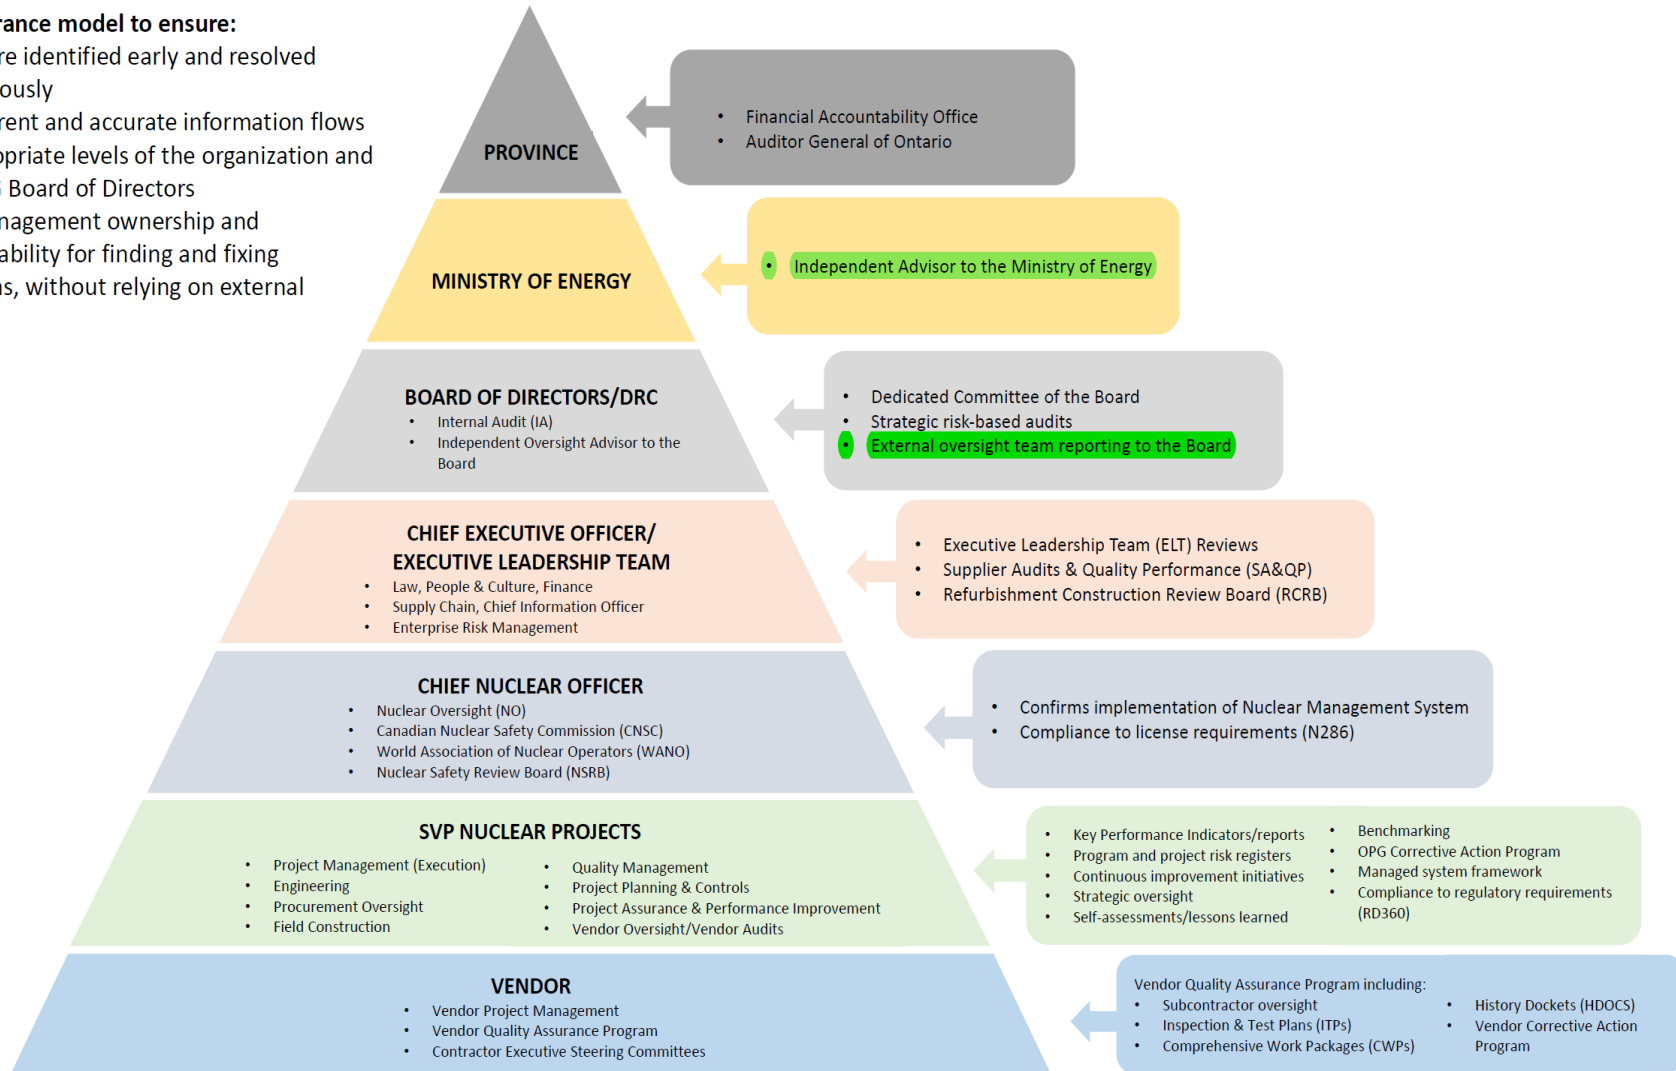 rance model to ensure:
re identified early and resolved
ously
rent and accurate information flows
opriate levels of the organization and
Board of Directors
nagement ownership and
ability for finding and fixing
s, without relying on external
PROVINCE
• Financial Accountability Office
• Auditor General of Ontario
MINISTRY OF ENERGY
• Independent Advisor to the Ministry of Energy
BOARD OF DIRECTORS/DRC
• Internal Audit (IA)
• Independent Oversight Advisor to the
Board
• Dedicated Committee of the Board
• Strategic risk-based audits
• External oversight team reporting to the Board
CHIEF EXECUTIVE OFFICER/
EXECUTIVE LEADERSHIP TEAM
• Law, People & Culture, Finance
• Supply Chain, Chief Information Officer
• Enterprise Risk Management
• Executive Leadership Team (ELT) Reviews
• Supplier Audits & Quality Performance (SA&QP)
• Refurbishment Construction Review Board (RCRB)
CHIEF NUCLEAR OFFICER
• Nuclear Oversight (NO)
• Canadian Nuclear Safety Commission (CNSC)
• World Association of Nuclear Operators (WANO)
• Nuclear Safety Review Board (NSRB)
• Confirms implementation of Nuclear Management System
• Compliance to license requirements (N286)
SVP NUCLEAR PROJECTS
• Project Management (Execution)
• Engineering
• Procurement Oversight
• Field Construction
• Quality Management
• Project Planning & Controls
• Project Assurance & Performance Improvement
• Vendor Oversight/Vendor Audits
• Key Performance Indicators/reports
• Program and project risk registers
• Continuous improvement initiatives
• Strategic oversight
• Self-assessments/lessons learned
• Benchmarking
• OPG Corrective Action Program
• Managed system framework
• Compliance to regulatory requirements
(RD360)
VENDOR
• Vendor Project Management
• Vendor Quality Assurance Program
• Contractor Executive Steering Committees
Vendor Quality Assurance Program including:
• Subcontractor oversight
• Inspection & Test Plans (ITPs)
• Comprehensive Work Packages (CWPs)
• History Dockets (HDOCS)
• Vendor Corrective Action
Program